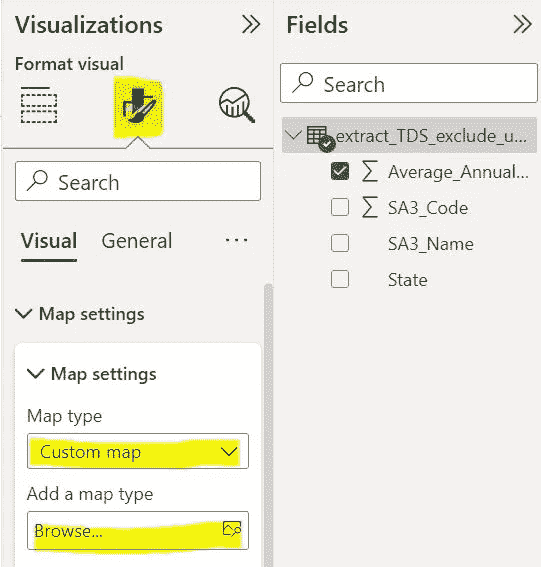 Visualizations
Format visual
Search
Visual General ...
Map settings
Map settings
Map type
Custom map
Add a map type
Browse...
Fields
Search
extract_TDS_exclude_u...
Average_Annual...
SA3_Code
SA3_Name
State